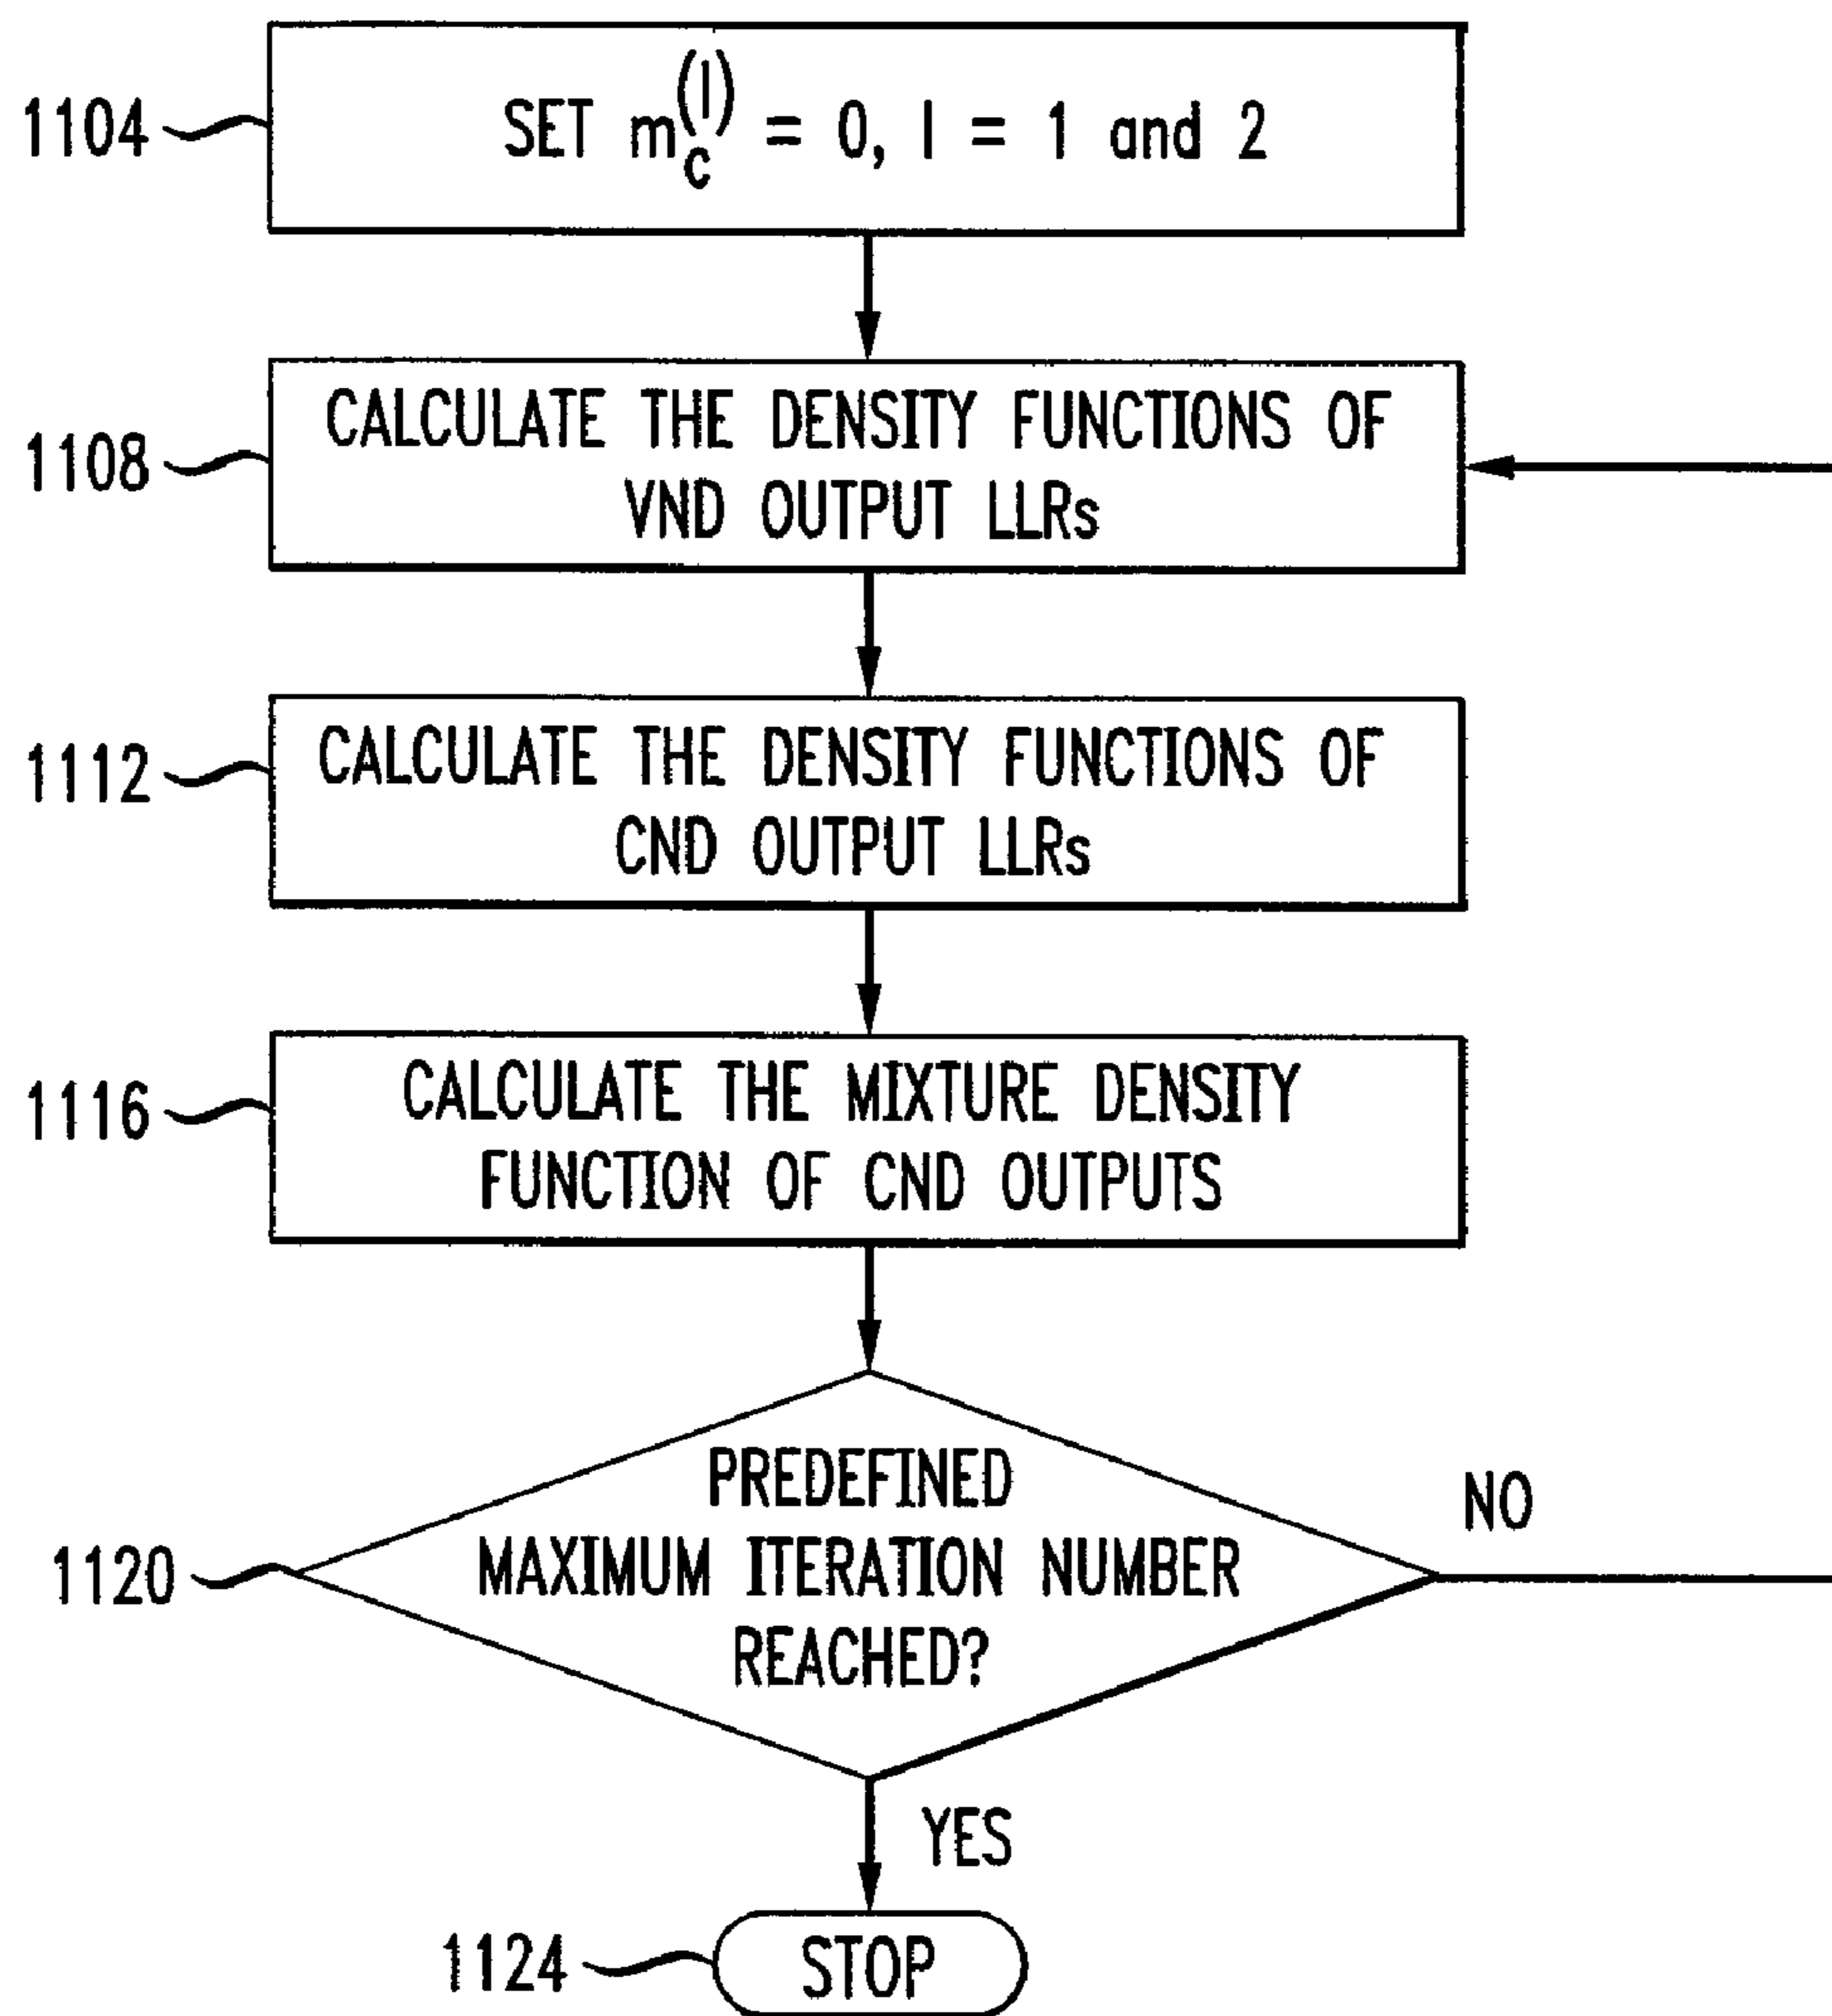 1104
SET m_c^(l) = 0, l = 1 and 2
1108
CALCULATE THE DENSITY FUNCTIONS OF
VND OUTPUT LLRs
1112
CALCULATE THE DENSITY FUNCTIONS OF
CND OUTPUT LLRs
1116
CALCULATE THE MIXTURE DENSITY
FUNCTION OF CND OUTPUTS
1120
PREDEFINED
MAXIMUM ITERATION NUMBER
REACHED?
NO
YES
1124
STOP